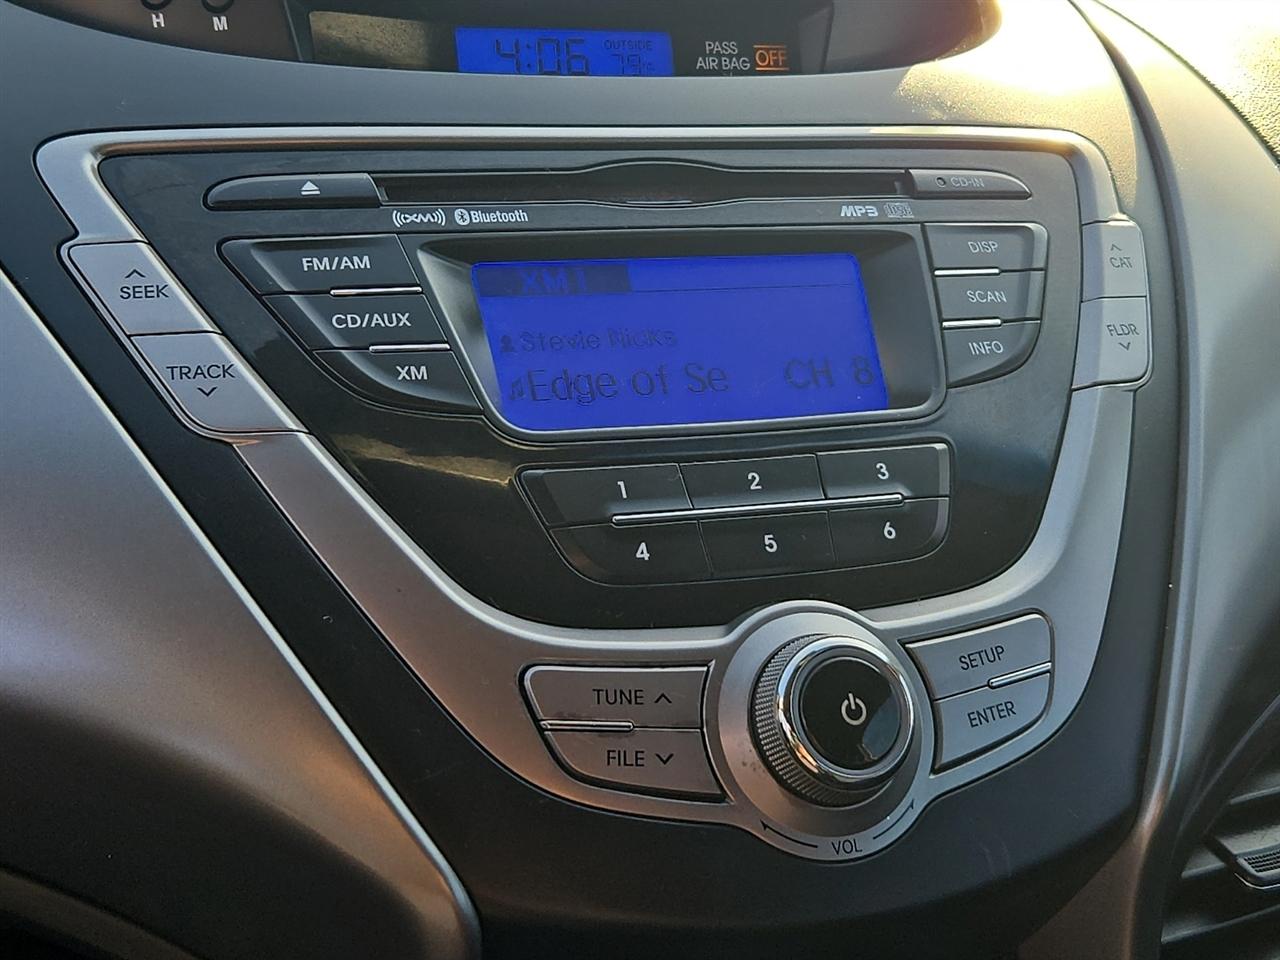 H M
4:06 OUTSIDE
79°F
PASS
AIR BAG OFF
CD-IN
((XM)) Bluetooth
MP3
FM/AM
CD/AUX
XM
SEEK
TRACK
XM1
Stevie Nicks
Edge of Se CH 8
DISP
SCAN
INFO
CAT
FLDR
1 2 3
4 5 6
TUNE
FILE
SETUP
ENTER
VOL